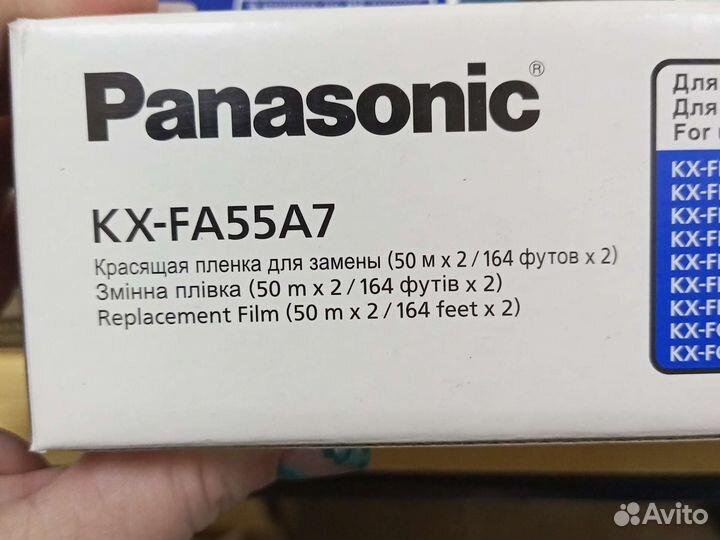 Panasonic®
KX-FA55A7
Красящая пленка для замены (50 м x 2 / 164 футов x 2)
Змінна плівка (50 m x 2 / 164 футів x 2)
Replacement Film (50 m x 2 / 164 feet x 2)
Для
Для
For
Avito